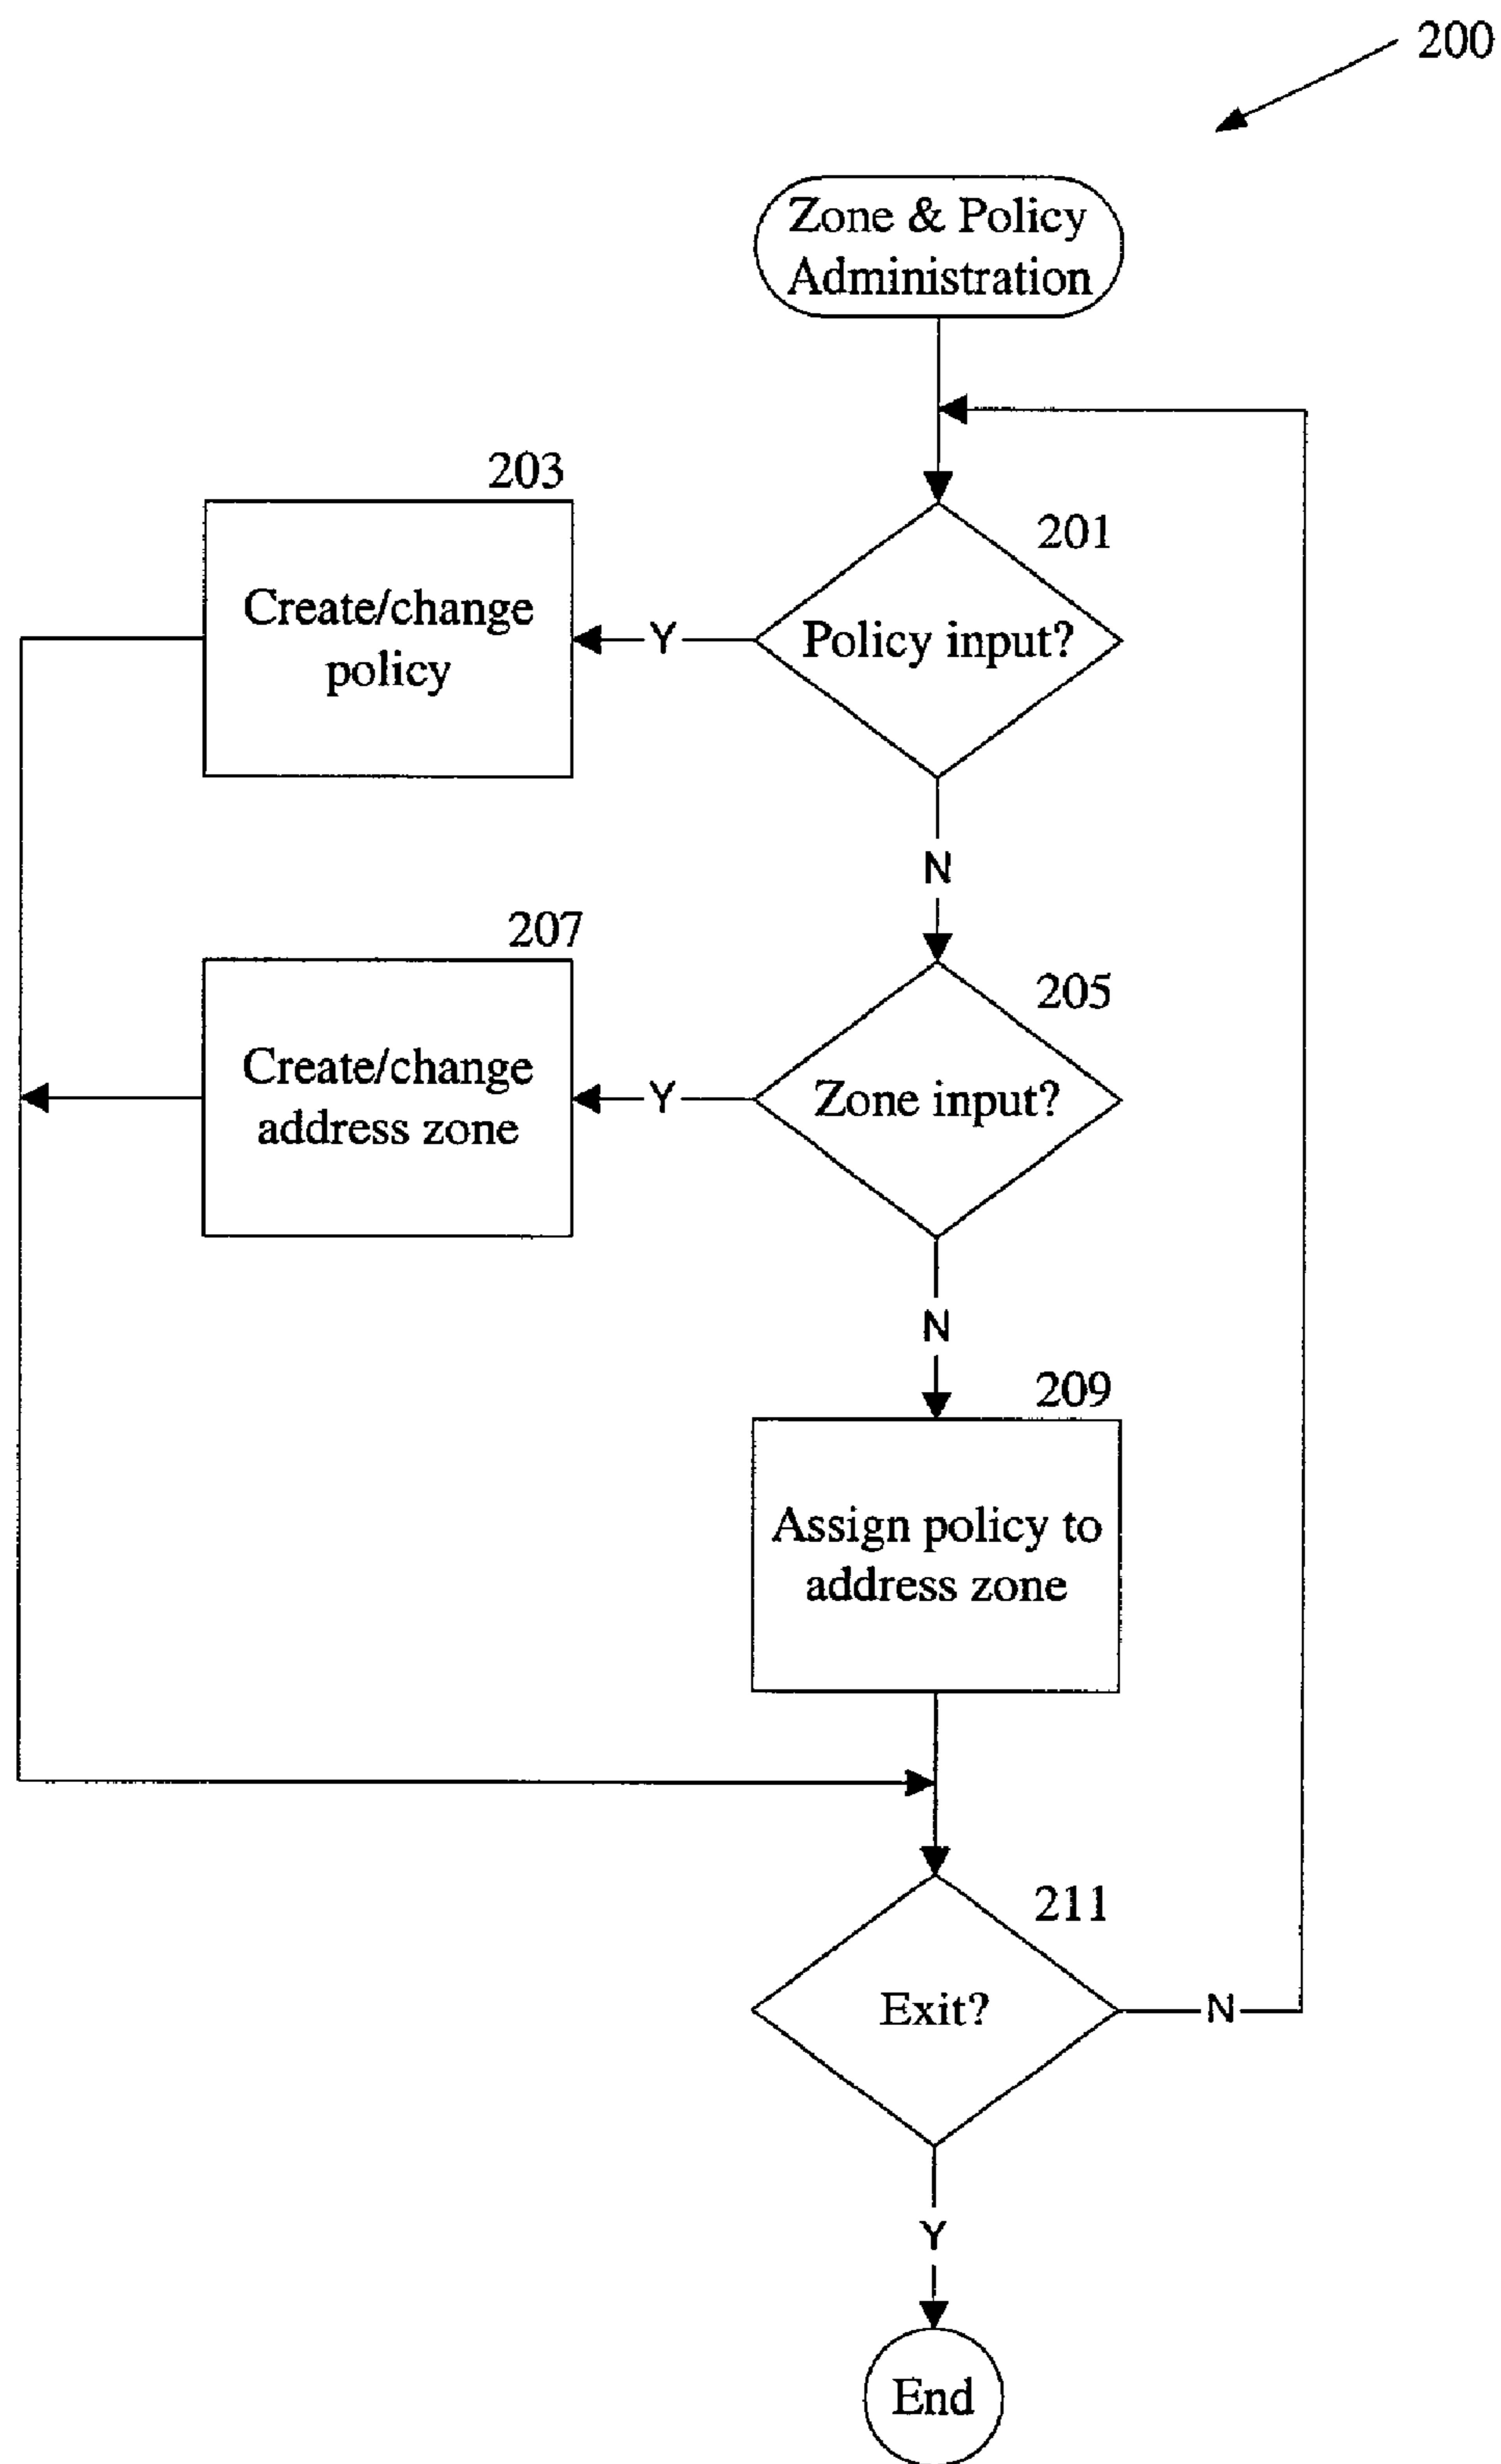 200
Zone & Policy
Administration
203
201
Create/change
policy
Y
Policy input?
N
207
205
Create/change
address zone
Y
Zone input?
N
209
Assign policy to
address zone
211
Exit?
N
Y
End